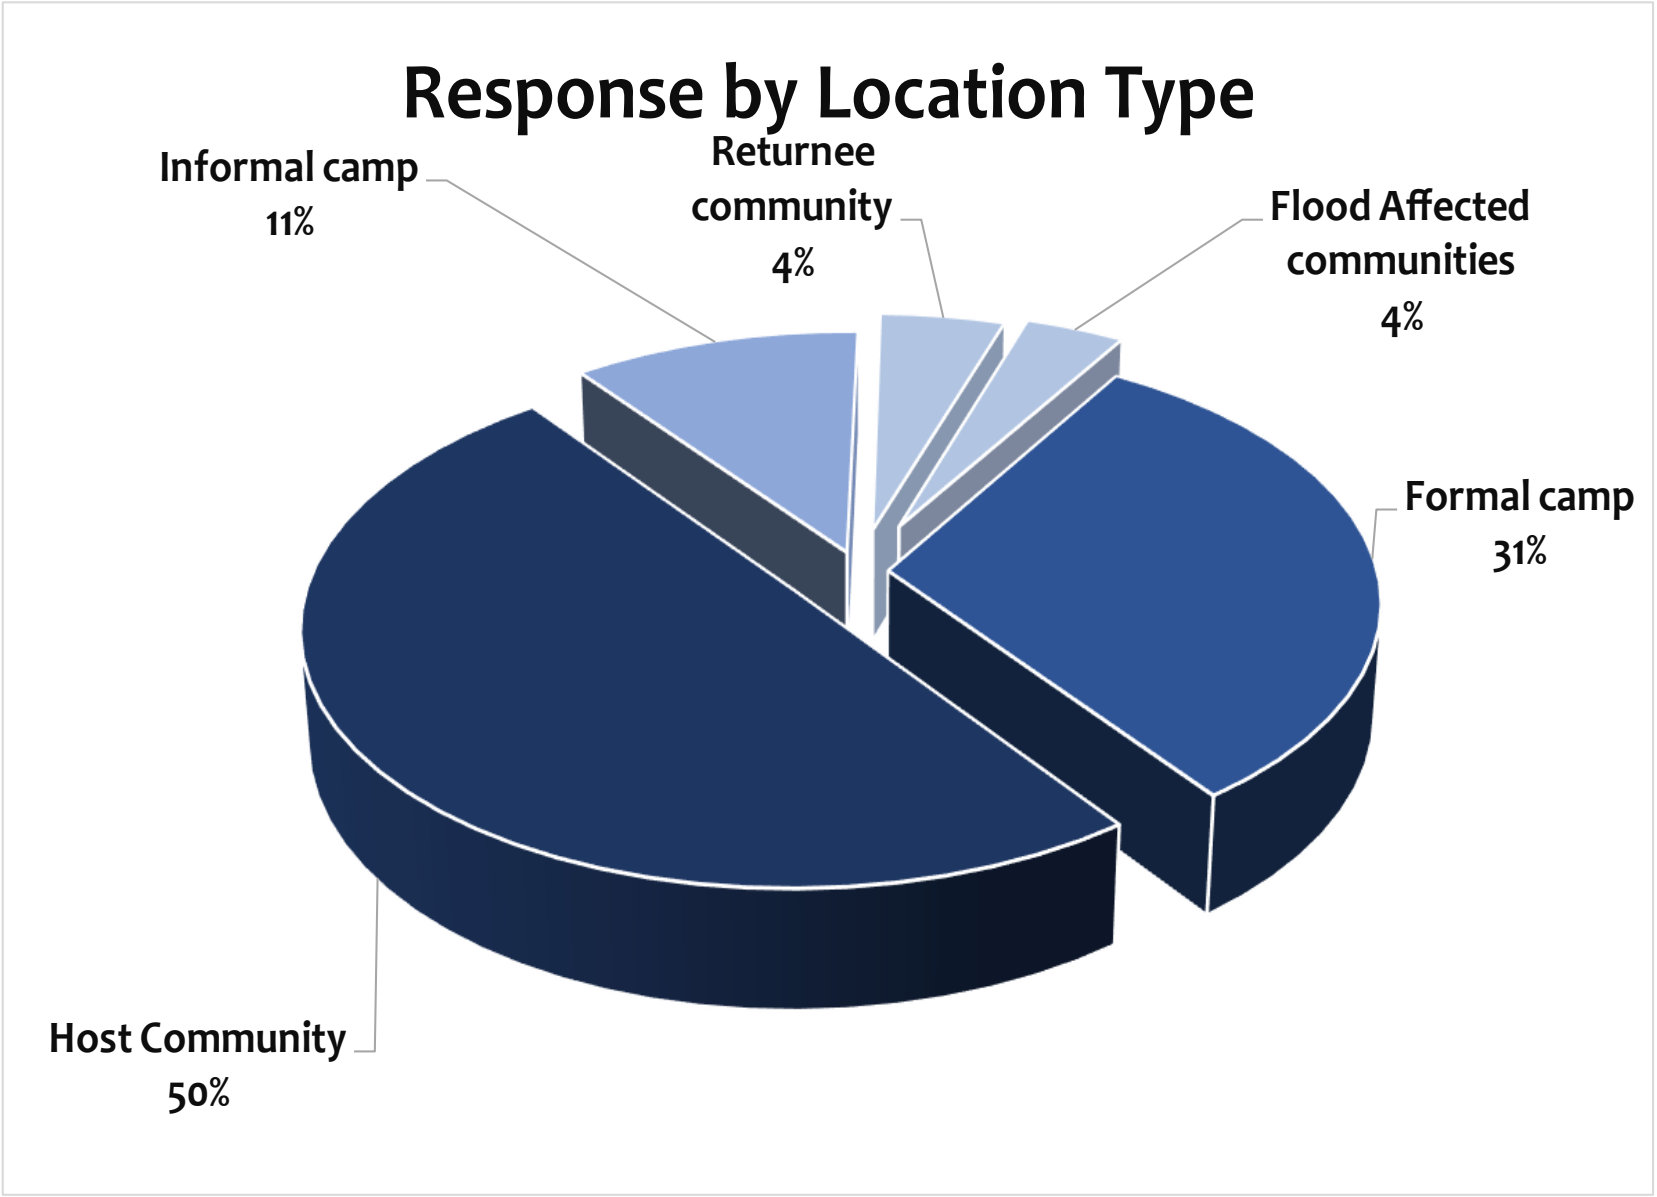 Response by Location Type
Informal camp
11%
Returnee
community
4%
Flood Affected
communities
4%
Formal camp
31%
Host Community
50%